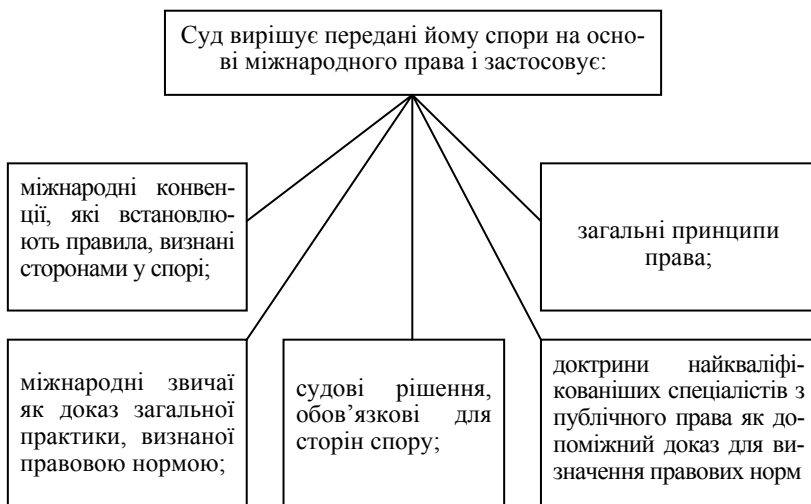 Суд вирішує передані йому спори на осно-
ві міжнародного права і застосовує:
міжнародні конвен-
ції, які встановлю-
ють правила, визнані
сторонами у спорі;
загальні принципи
права;
міжнародні звичаї
як доказ загальної
практики, визнаної
правовою нормою;
судові рішення,
обов’язкові для
сторін спору;
доктрини найкваліфі-
кованіших спеціалістів з
публічного права як до-
поміжний доказ для ви-
значення правових норм